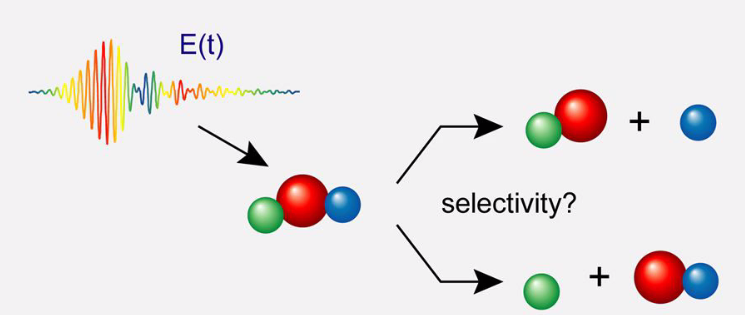 E(t)
+
selectivity?
+